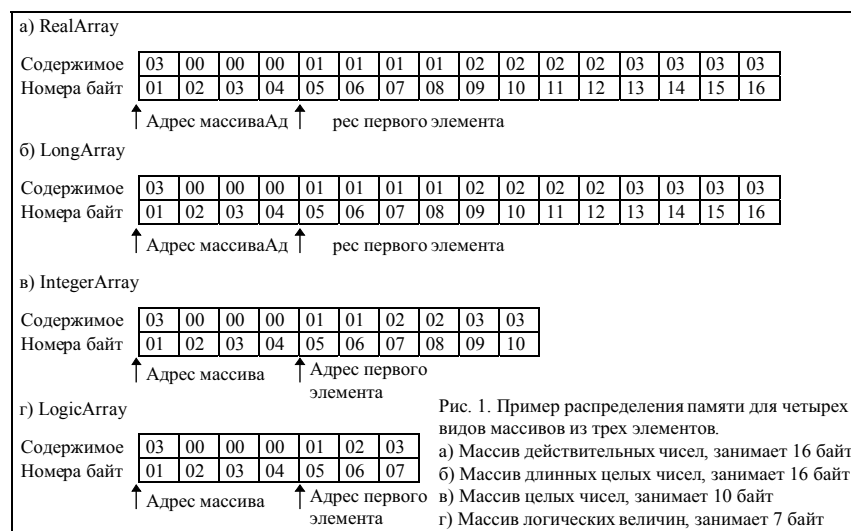 а) RealArray
Содержимое 03 00 00 00 01 01 01 01 02 02 02 02 03 03 03 03
Номера байт 01 02 03 04 05 06 07 08 09 10 11 12 13 14 15 16
Адрес массиваАд рес первого элемента
б) LongArray
Содержимое 03 00 00 00 01 01 01 01 02 02 02 02 03 03 03 03
Номера байт 01 02 03 04 05 06 07 08 09 10 11 12 13 14 15 16
Адрес массиваАд рес первого элемента
в) IntegerArray
Содержимое 03 00 00 00 01 01 02 02 03 03
Номера байт 01 02 03 04 05 06 07 08 09 10
Адрес массива Адрес первого
элемента
г) LogicArray
Содержимое 03 00 00 00 01 02 03
Номера байт 01 02 03 04 05 06 07
Адрес массива Адрес первого
элемента
Рис. 1. Пример распределения памяти для четырех
видов массивов из трех элементов.
а) Массив действительных чисел, занимает 16 байт
б) Массив длинных целых чисел, занимает 16 байт
в) Массив целых чисел, занимает 10 байт
г) Массив логических величин, занимает 7 байт